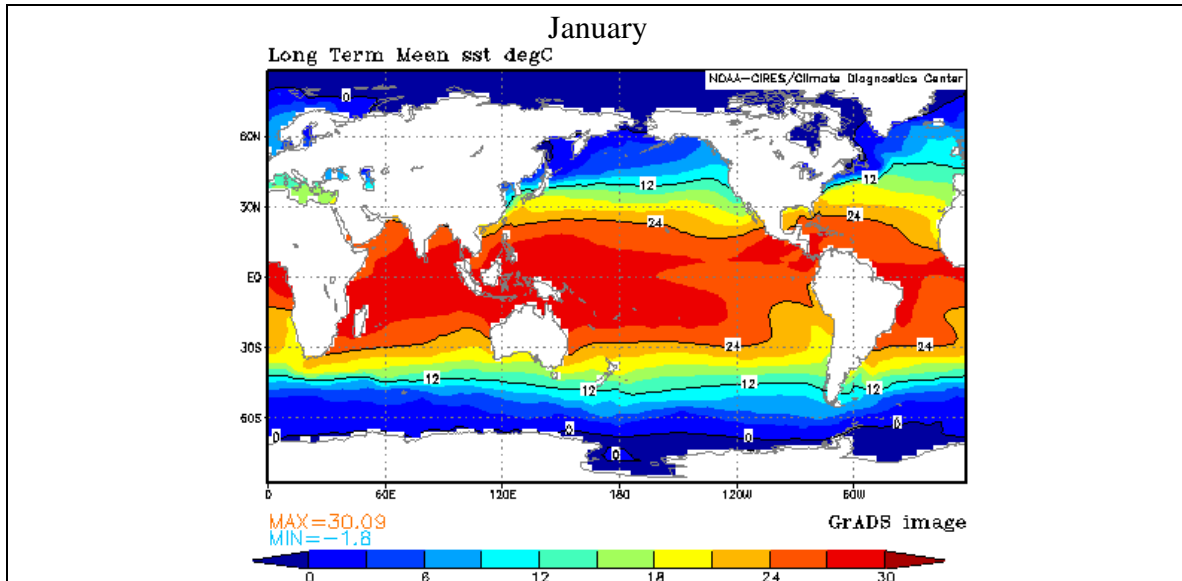 January
Long Term Mean sst degC
NOAA-CIRES/Climate Diagnostics Center
0
60N
12
12
30N
24
24
EQ
24
24
30S
12
12
12
60S
0
0
0
0
0
0 60E 120E 180 120W 60W
MAX=30.09
MIN=-1.8
GrADS image
0 6 12 18 24 30